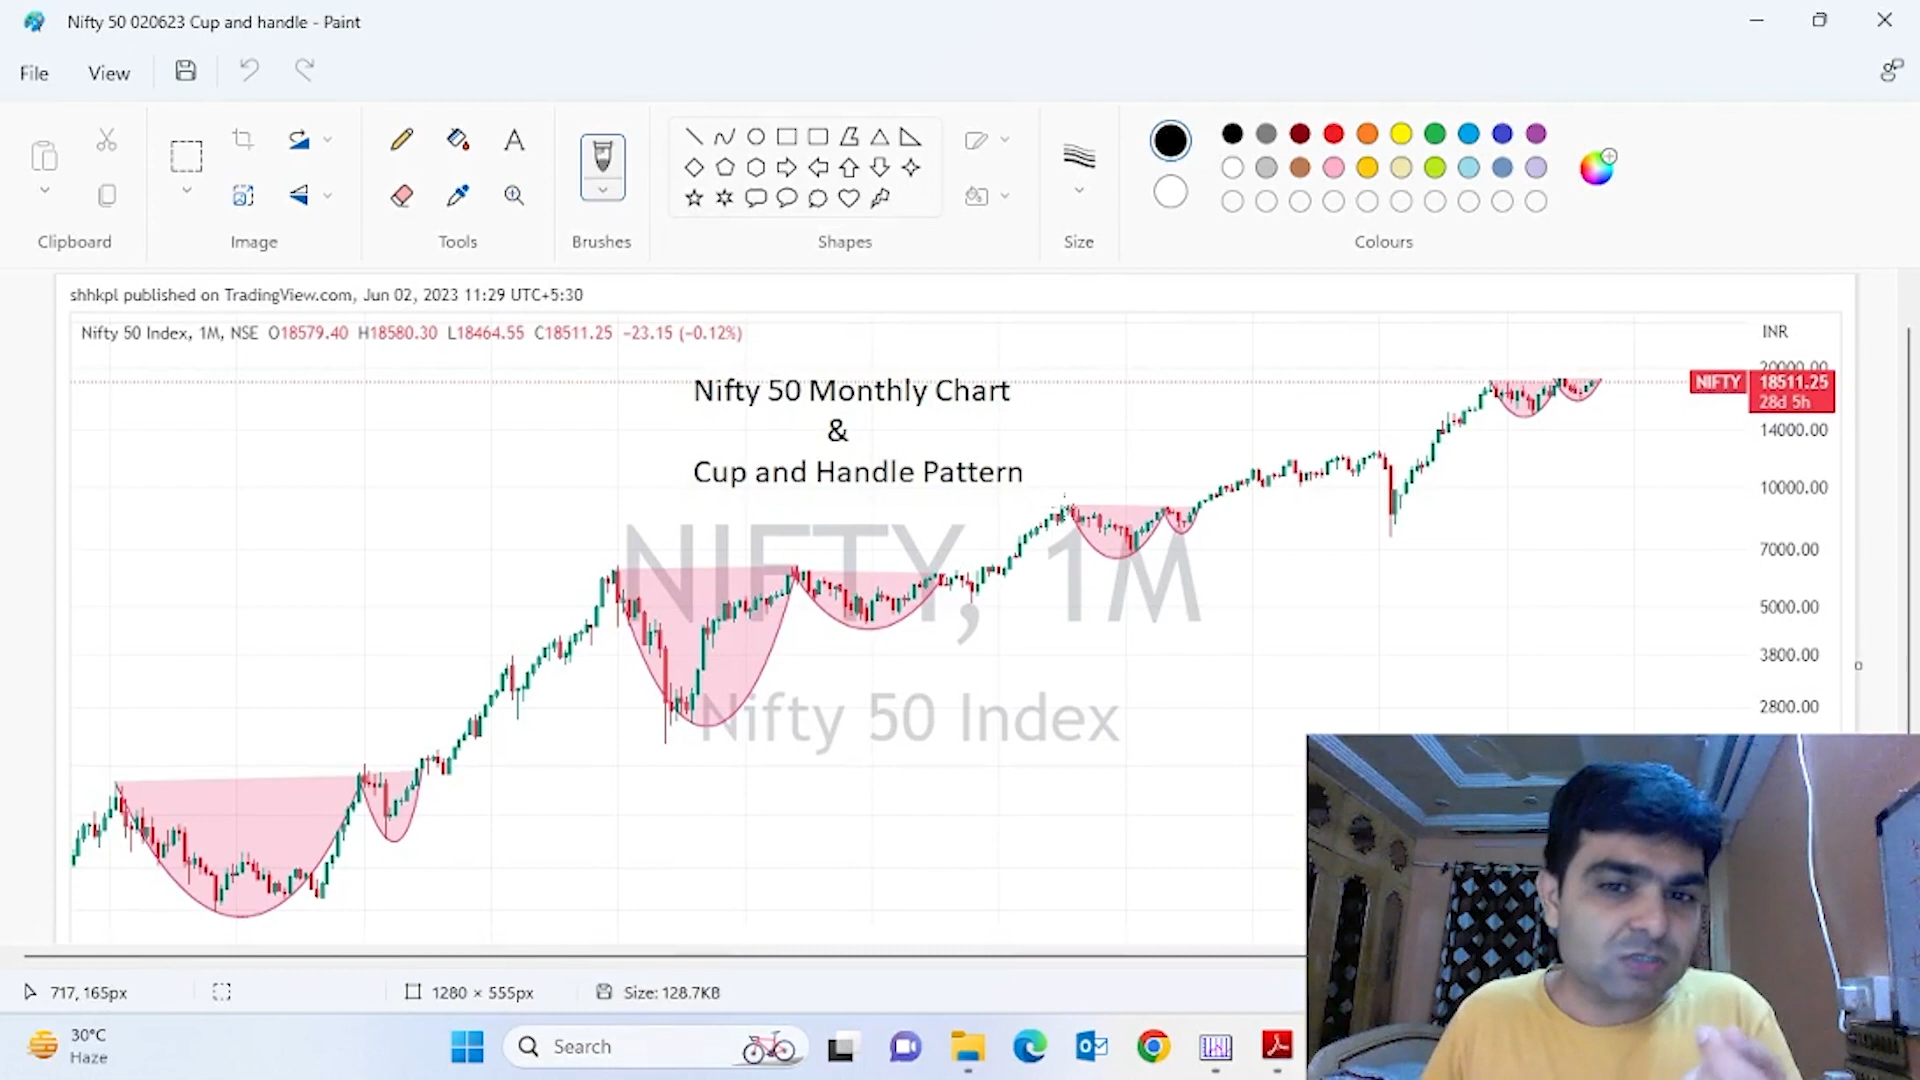 Nifty 50 020623 Cup and handle - Paint
File View
Clipboard Image Tools Brushes Shapes Size Colours
shhkpl published on TradingView.com, Jun 02, 2023 11:29 UTC+5:30
Nifty 50 Index, 1M, NSE O18579.40 H18580.30 L18464.55 C18511.25 −23.15 (−0.12%)
INR
20000.00
NIFTY 18511.25
28d 5h
Nifty 50 Monthly Chart
&
Cup and Handle Pattern
14000.00
10000.00
7000.00
5000.00
3800.00
2800.00
NIFTY, 1M
Nifty 50 Index
717, 165px 1280 × 555px Size: 128.7KB
30°C
Haze
Search